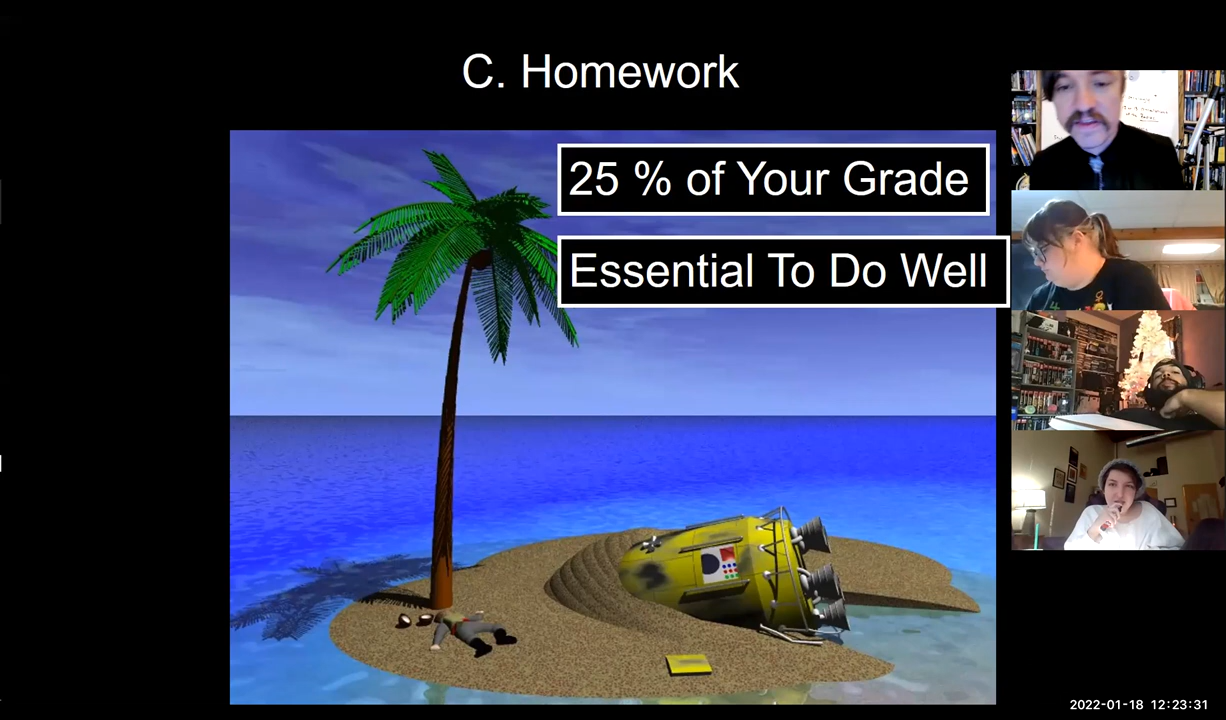 C. Homework
25 % of Your Grade
Essential To Do Well
2022-01-18 12:23:31